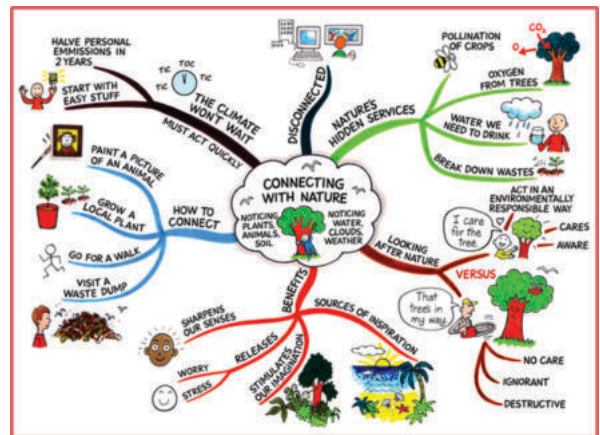 CONNECTING
WITH NATURE
NOTICING
PLANTS,
ANIMALS,
SOIL
NOTICING
WATER,
CLOUDS,
WEATHER
DISCONNECTED
NATURE'S
HIDDEN SERVICES
POLLINATION
OF CROPS
OXYGEN
FROM TREES
CO₂
O
WATER WE
NEED TO DRINK
BREAK DOWN WASTES
LOOKING
AFTER NATURE
ACT IN AN
ENVIRONMENTALLY
RESPONSIBLE WAY
I care
for the
tree.
CARES
AWARE
VERSUS
That
trees in
my way
NO CARE
IGNORANT
DESTRUCTIVE
BENEFITS
SOURCES OF INSPIRATION
STIMULATES
OUR IMAGINATION
RELEASES
WORRY
STRESS
SHARPENS
OUR SENSES
HOW TO
CONNECT
PAINT A PICTURE
OF AN ANIMAL
GROW A
LOCAL PLANT
GO FOR A WALK
VISIT A
WASTE DUMP
THE CLIMATE
WON'T WAIT
MUST ACT QUICKLY
TIC
TOC
TIC
TIC
HALVE PERSONAL
EMMISSIONS IN
2 YEARS
START WITH
EASY STUFF